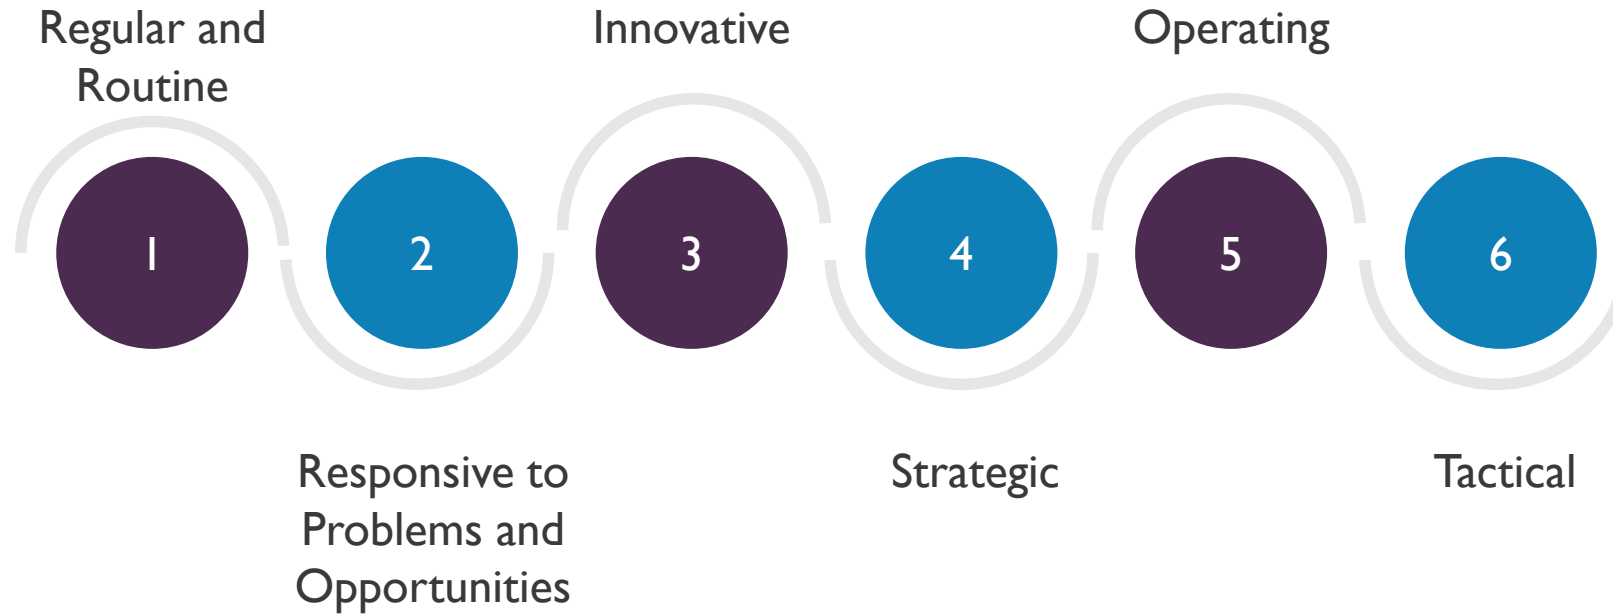 Regular and
Routine
1
2
Responsive to
Problems and
Opportunities
Innovative
3
4
Strategic
Operating
5
6
Tactical